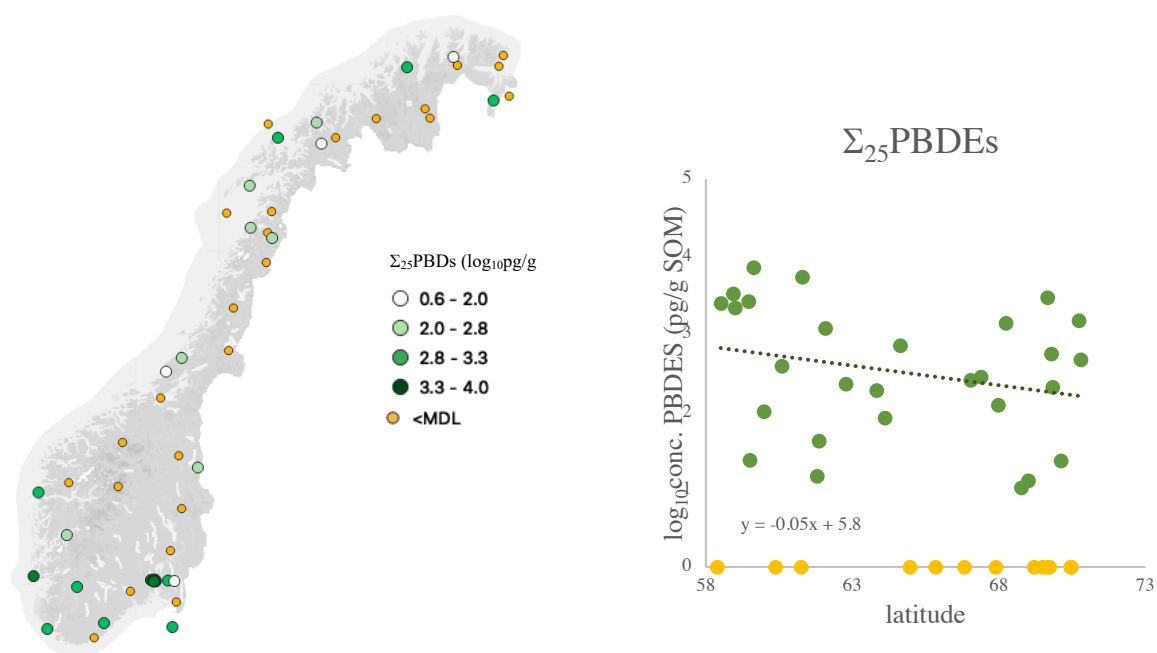 Σ₂₅PBDs (log₁₀pg/g
0.6 - 2.0
2.0 - 2.8
2.8 - 3.3
3.3 - 4.0
<MDL
Σ₂₅PBDEs
log₁₀conc. PBDES (pg/g SOM)
5
4
3
2
1
0
y = -0.05x + 5.8
58
63
68
73
latitude